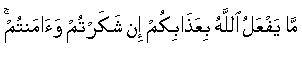 مَّا يَفْعَلُ ٱللَّهُ بِعَذَابِكُمْ إِن شَكَرْتُمْ وَءَامَنتُمْ ۚ